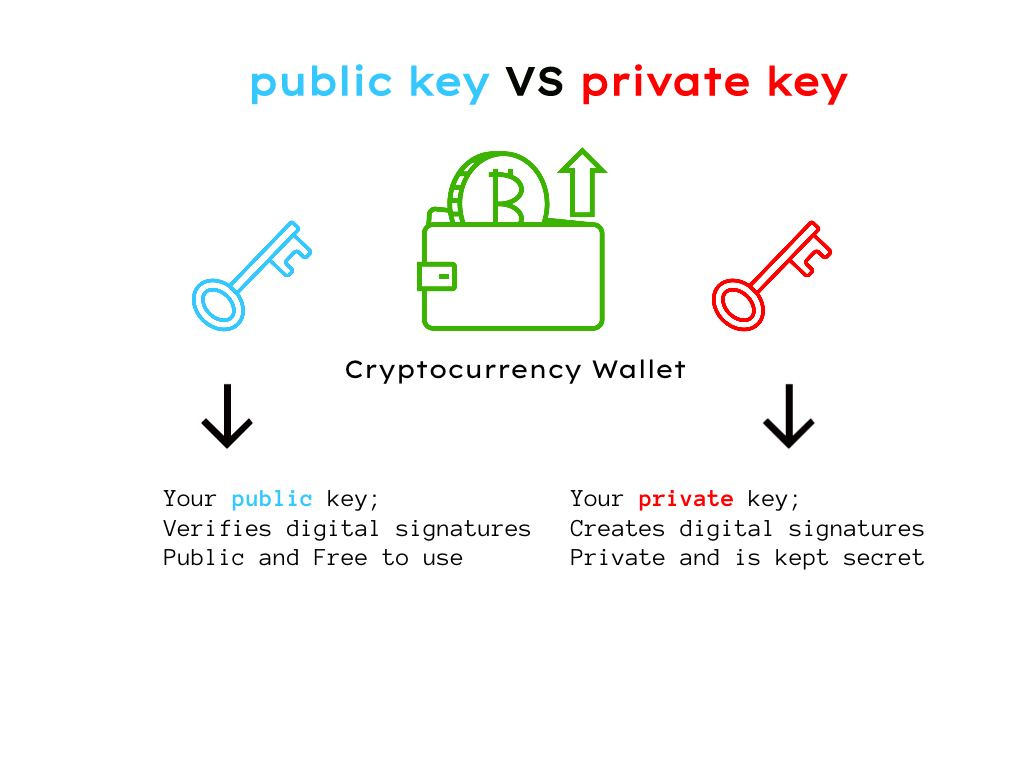 public key VS private key
Cryptocurrency Wallet
Your public key;
Verifies digital signatures
Public and Free to use
Your private key;
Creates digital signatures
Private and is kept secret